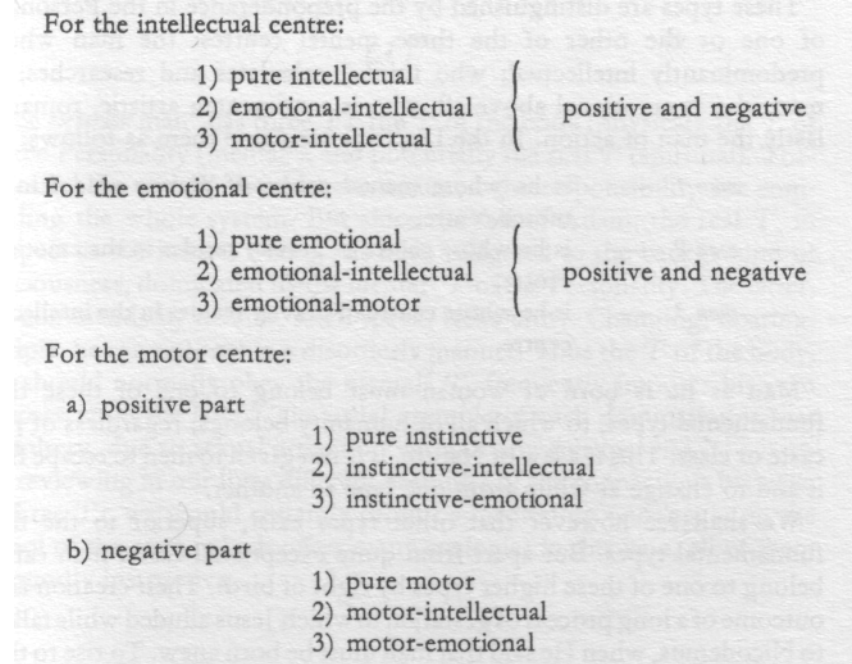 For the intellectual centre:
1) pure intellectual
2) emotional-intellectual positive and negative
3) motor-intellectual
For the emotional centre:
1) pure emotional
2) emotional-intellectual positive and negative
3) emotional-motor
For the motor centre:
a) positive part
1) pure instinctive
2) instinctive-intellectual
3) instinctive-emotional
b) negative part
1) pure motor
2) motor-intellectual
3) motor-emotional